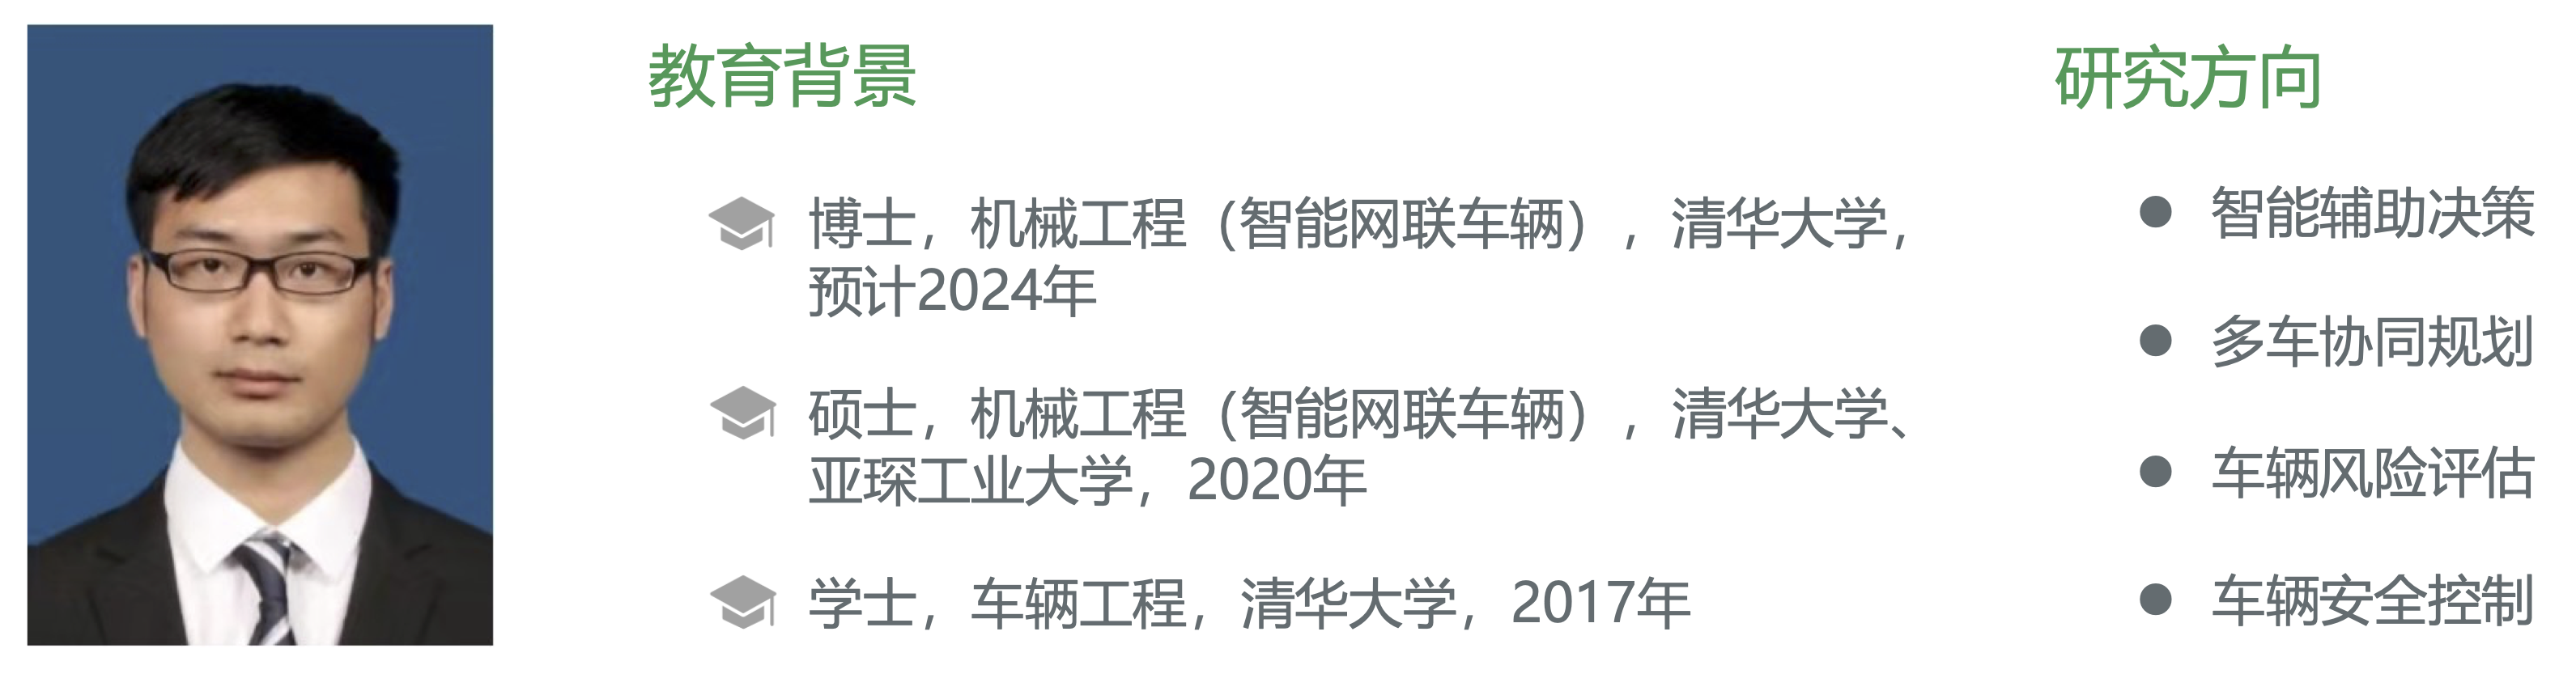 教育背景
博士，机械工程（智能网联车辆），清华大学，
预计2024年
硕士，机械工程（智能网联车辆），清华大学、
亚琛工业大学，2020年
学士，车辆工程，清华大学，2017年
研究方向
智能辅助决策
多车协同规划
车辆风险评估
车辆安全控制